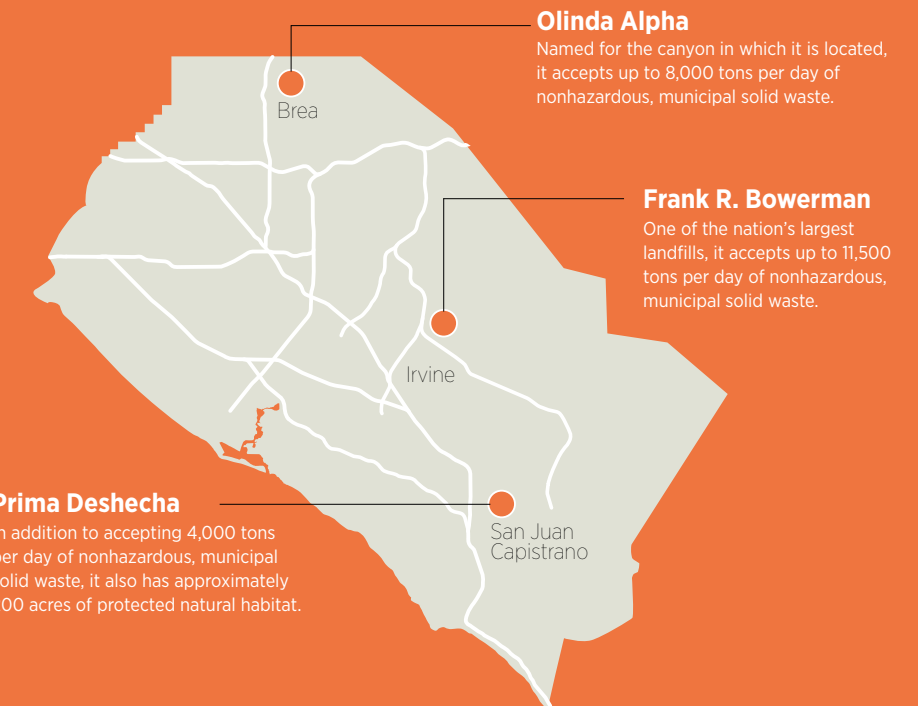 Olinda Alpha
Named for the canyon in which it is located,
it accepts up to 8,000 tons per day of
nonhazardous, municipal solid waste.
Brea
Frank R. Bowerman
One of the nation's largest
landfills, it accepts up to 11,500
tons per day of nonhazardous,
municipal solid waste.
Irvine
Prima Deshecha
n addition to accepting 4,000 tons
per day of nonhazardous, municipal
olid waste, it also has approximately
00 acres of protected natural habitat.
San Juan
Capistrano